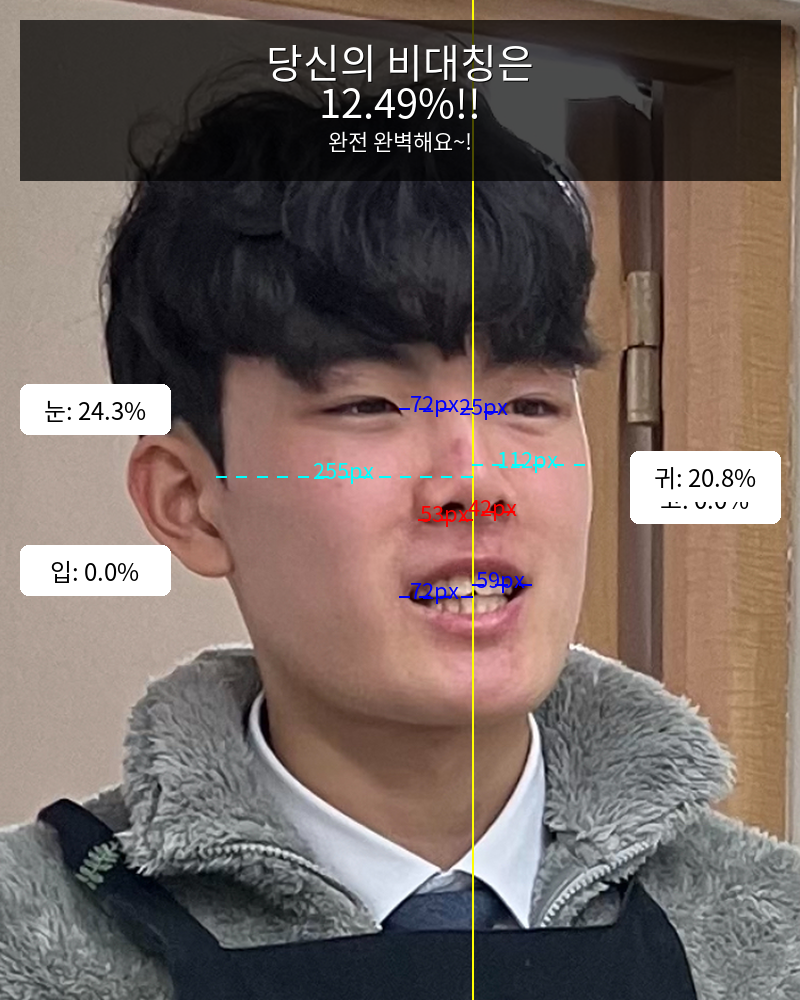 당신의 비대칭은
12.49%!!
완전 완벽해요~!
72px 25px
눈: 24.3%
255px 112px
귀: 20.8%
53px 42px
입: 0.0%
72px 59px